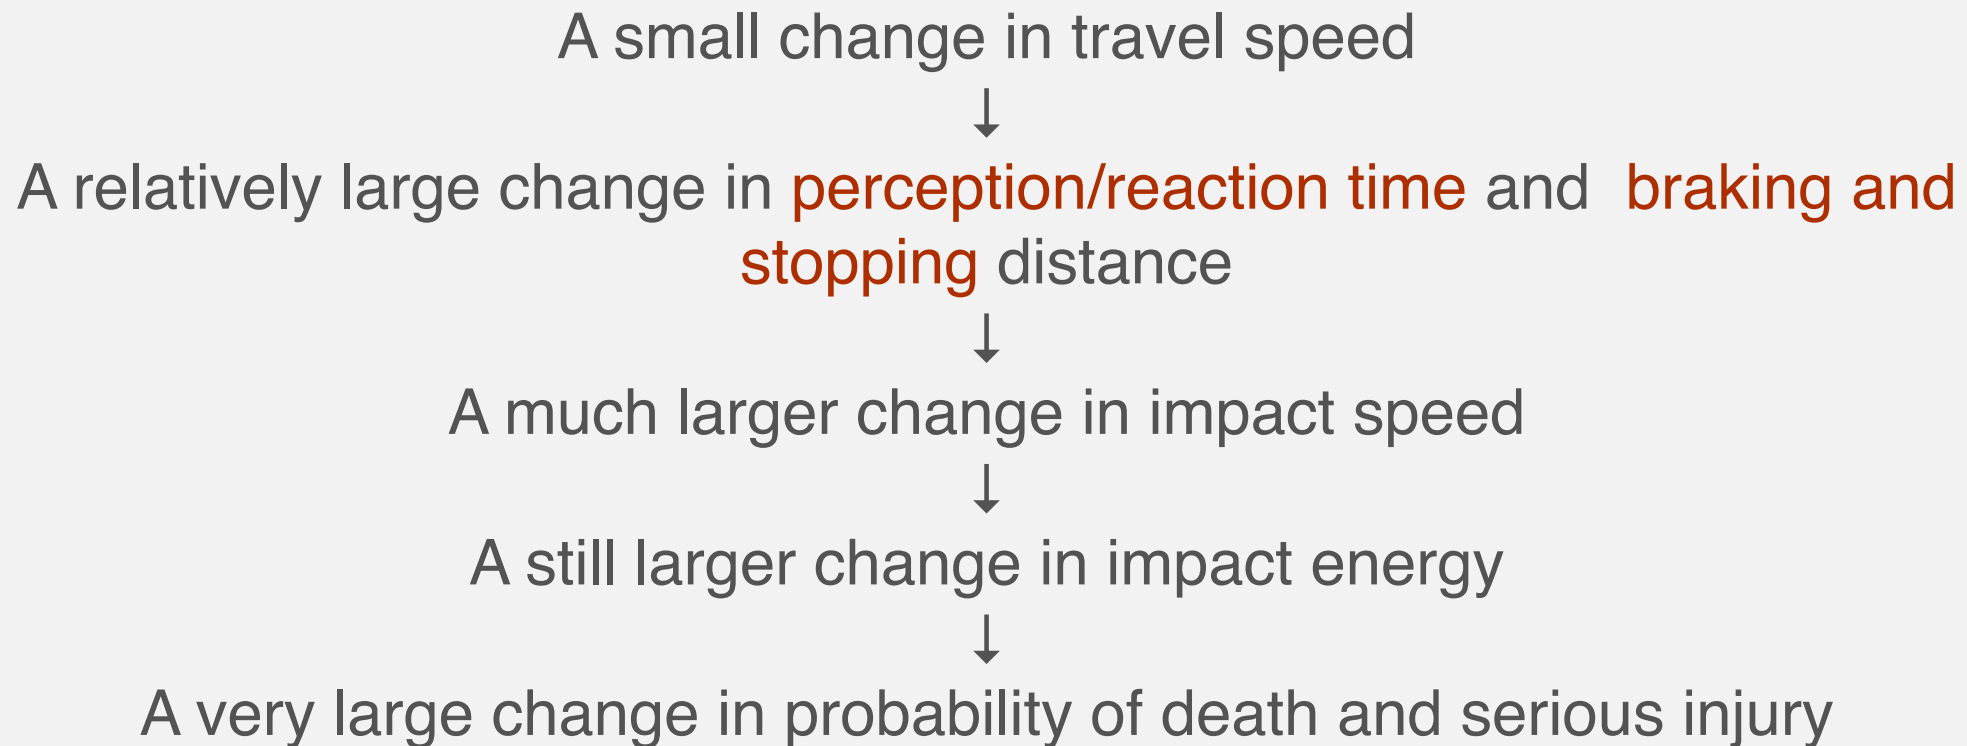 A small change in travel speed
↓
A relatively large change in perception/reaction time and  braking and
stopping distance
↓
A much larger change in impact speed
↓
A still larger change in impact energy
↓
A very large change in probability of death and serious injury